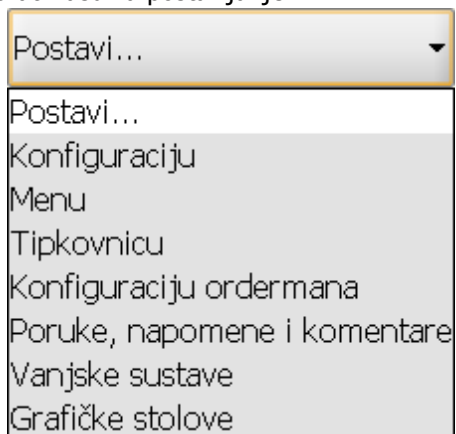 Postavi...
Postavi...
Konfiguraciju
Menu
Tipkovnicu
Konfiguraciju ordermana
Poruke, napomene i komentare
Vanjske sustave
Grafičke stolove